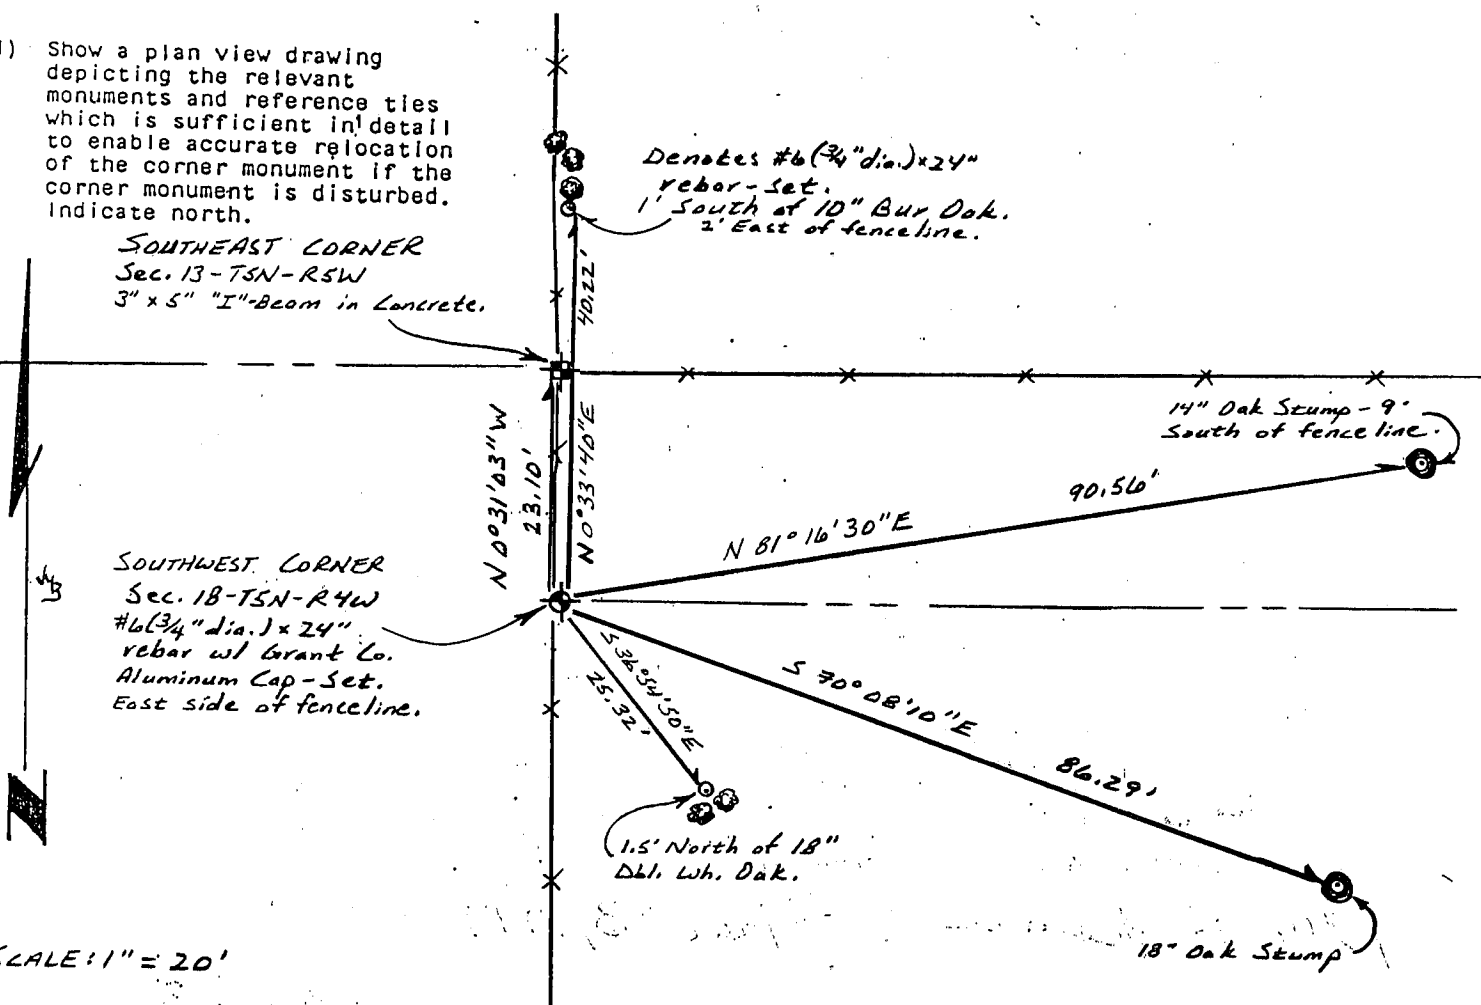 1) Show a plan view drawing
depicting the relevant
monuments and reference ties
which is sufficient in detail
to enable accurate relocation
of the corner monument if the
corner monument is disturbed.
Indicate north.
Denotes #6 (3/4" dia.) x 24"
rebar - set.
1' South of 10" Bur Oak.
2' East of fenceline.
SOUTHEAST CORNER
Sec. 13-T5N-R5W
3" x 5" "I"-Beam in Concrete.
40.22'
14" Oak Stump - 9'
South of fenceline.
N 0°31'03" W
23.10'
N 0°33'40" E
90.56'
N 81°16'30" E
SOUTHWEST CORNER
Sec. 18-T5N-R4W
#6 (3/4" dia.) x 24"
rebar w/ Grant Co.
Aluminum Cap - Set.
East side of fenceline.
S 36°54'50" E
25.32'
S 70°08'10" E
86.29'
1.5' North of 18"
Dbl. Wh. Oak.
18" Oak Stump
SCALE: 1" = 20'
N